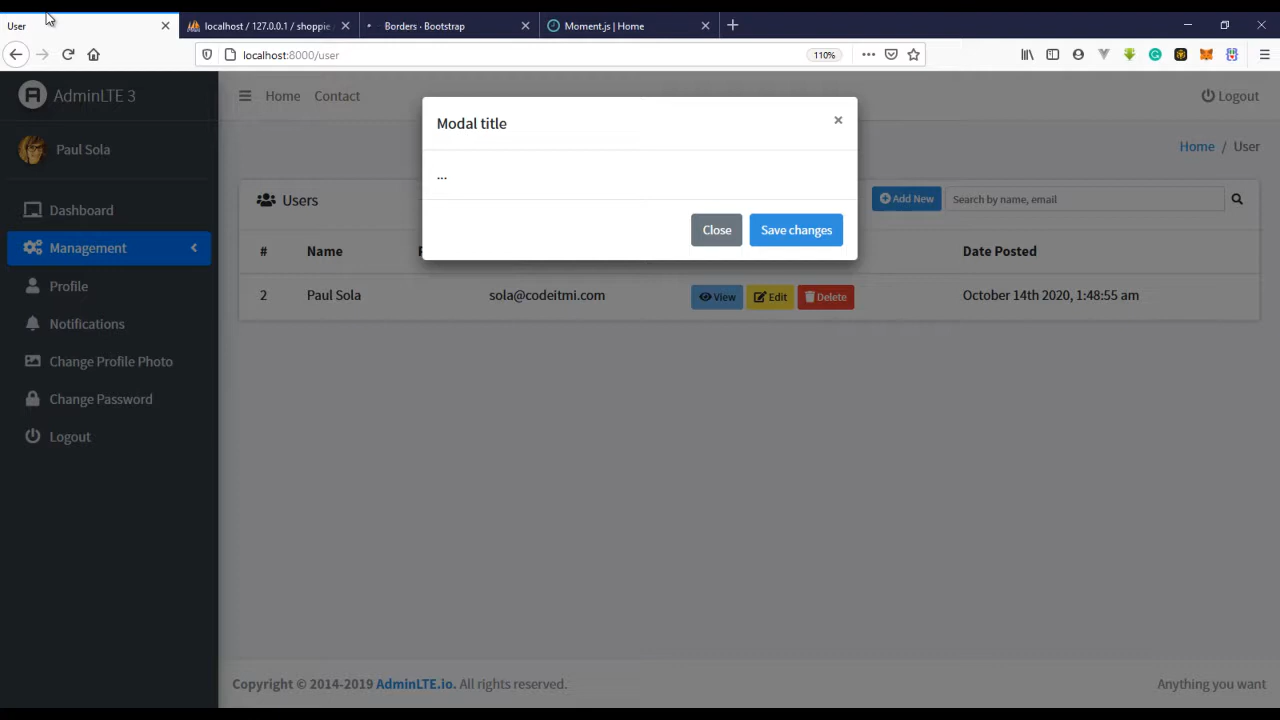 User
localhost / 127.0.0.1 / shoppie
Borders · Bootstrap
Moment.js | Home
localhost:8000/user
110%
AdminLTE 3
Home Contact
Logout
Modal title
×
Paul Sola
Home / User
...
Dashboard
Users
Add New
Search by name, email
Close
Save changes
Management
# Name
Date Posted
Profile
2 Paul Sola sola@codeitmi.com View Edit Delete October 14th 2020, 1:48:55 am
Notifications
Change Profile Photo
Change Password
Logout
Copyright © 2014-2019 AdminLTE.io. All rights reserved.
Anything you want